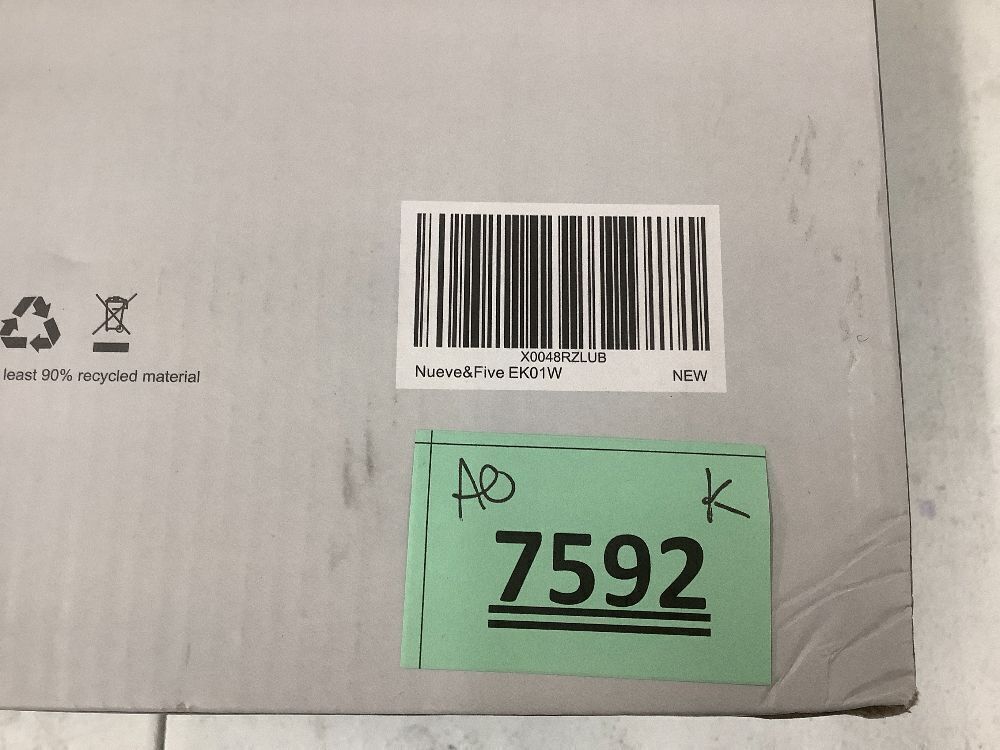 X0048RZLUB
Nueve&Five EK01W NEW
least 90% recycled material
AO K
7592